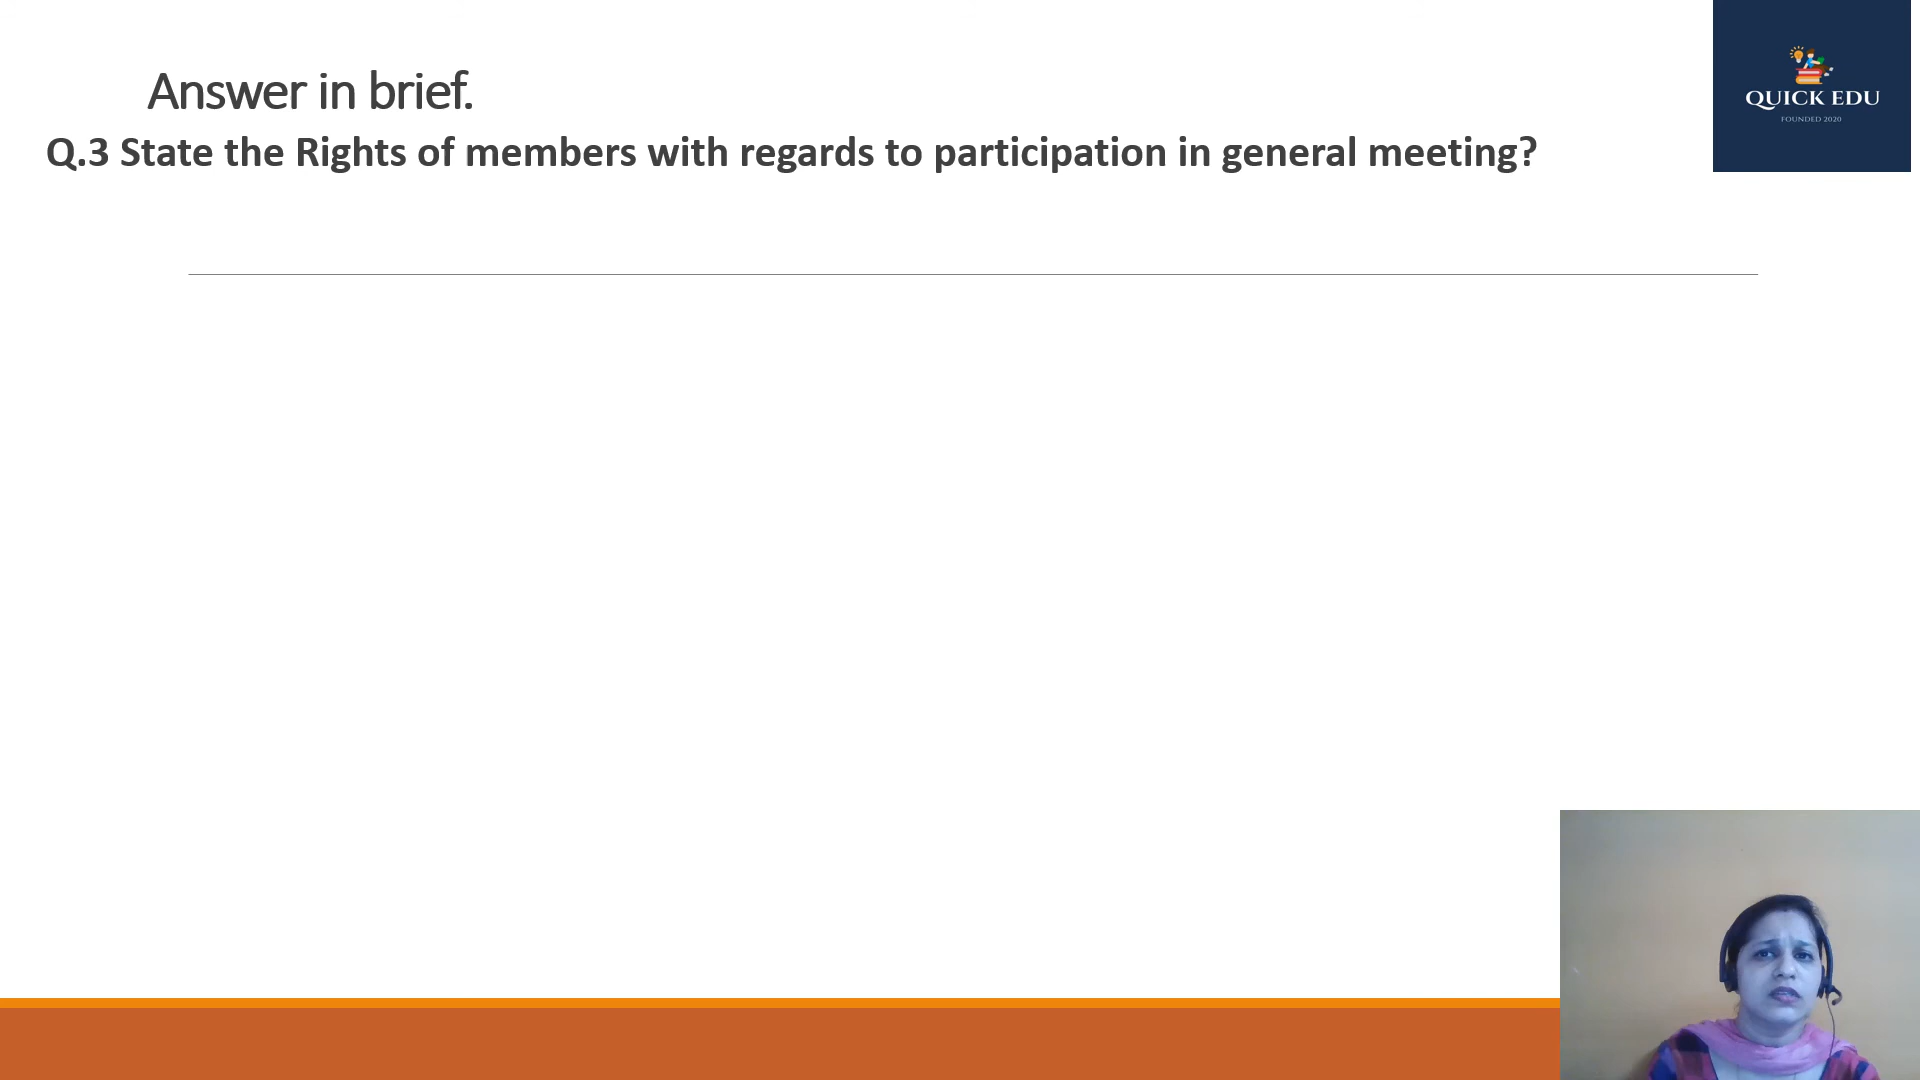 Answer in brief.
Q.3 State the Rights of members with regards to participation in general meeting?
QUICK EDU
FOUNDED 2020